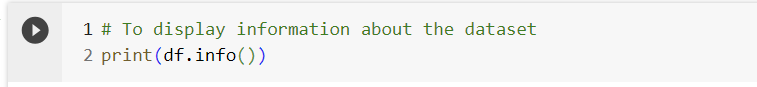 1 # To display information about the dataset
2 print(df.info())